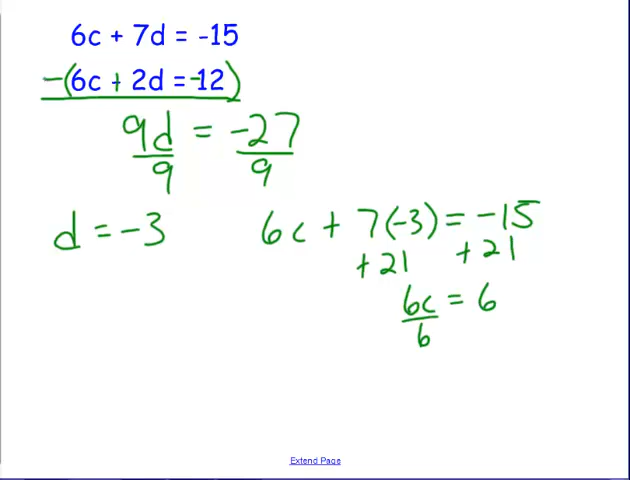 6c + 7d = -15
-(6c + 2d = -12)
9d = -27
9 9
d = -3 6c + 7(-3) = -15
+21 +21
6c = 6
6
Extend Page